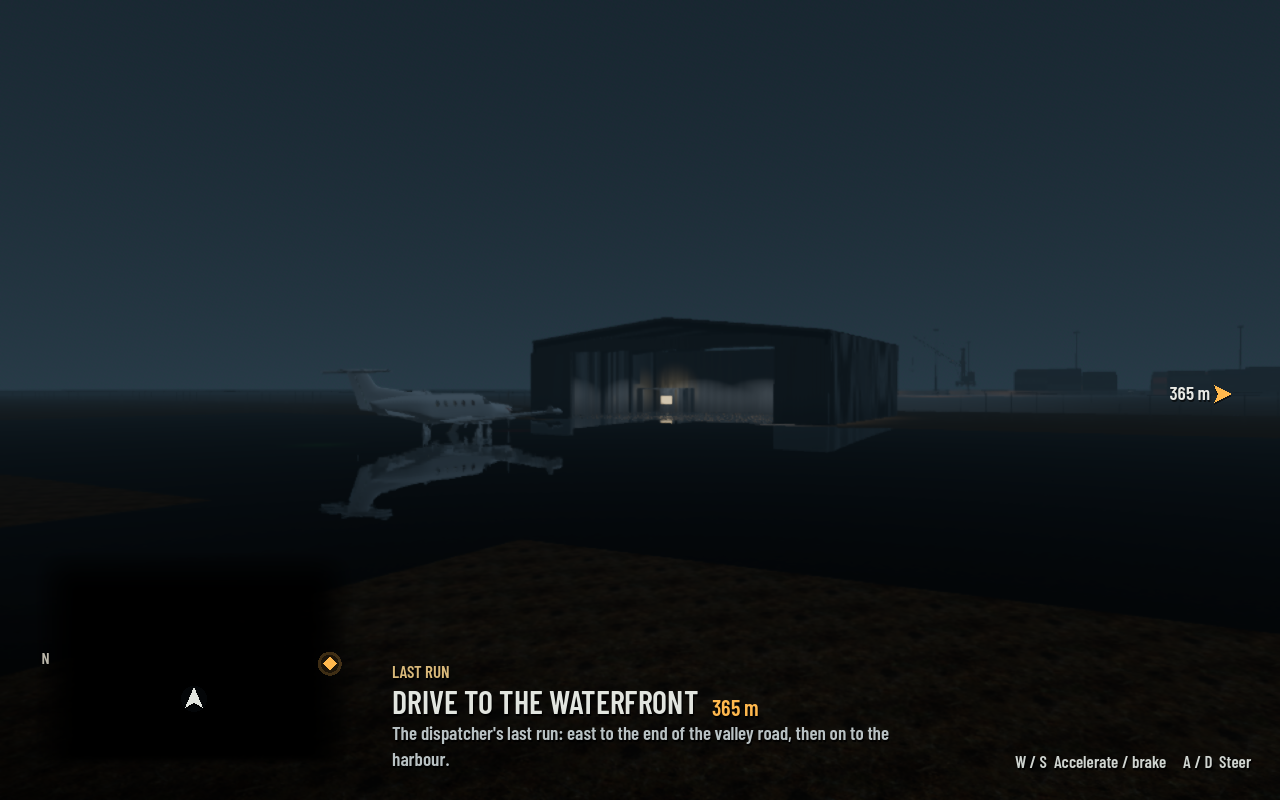 365 m
N
LAST RUN
DRIVE TO THE WATERFRONT 365 m
The dispatcher's last run: east to the end of the valley road, then on to the
harbour.
W / S Accelerate / brake A / D Steer